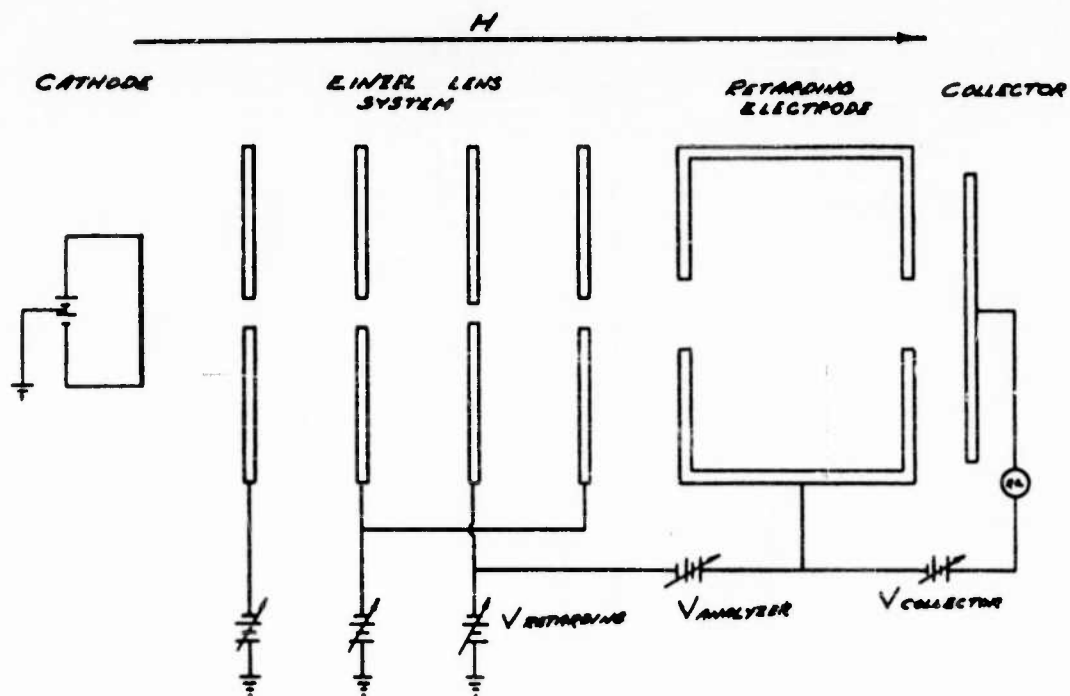 H
CATHODE
EINZEL LENS
SYSTEM
RETARDING
ELECTRODE
COLLECTOR
V RETARDING
V ANALYZER
V COLLECTOR